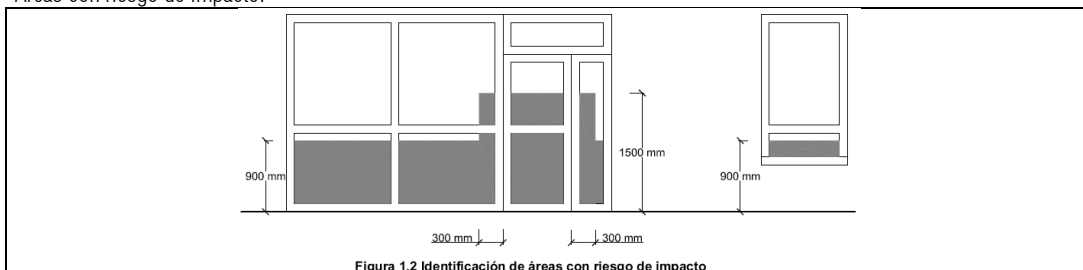 Áreas con riesgo de impacto:
1500 mm
900 mm
900 mm
300 mm
300 mm
Figura 1.2 Identificación de áreas con riesgo de impacto